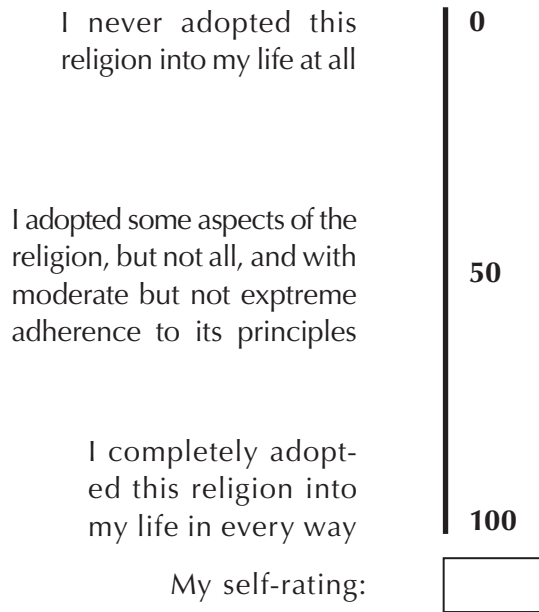 I never adopted this
religion into my life at all
0
I adopted some aspects of the
religion, but not all, and with
moderate but not exptreme
adherence to its principles
50
I completely adopt-
ed this religion into
my life in every way
100
My self-rating: